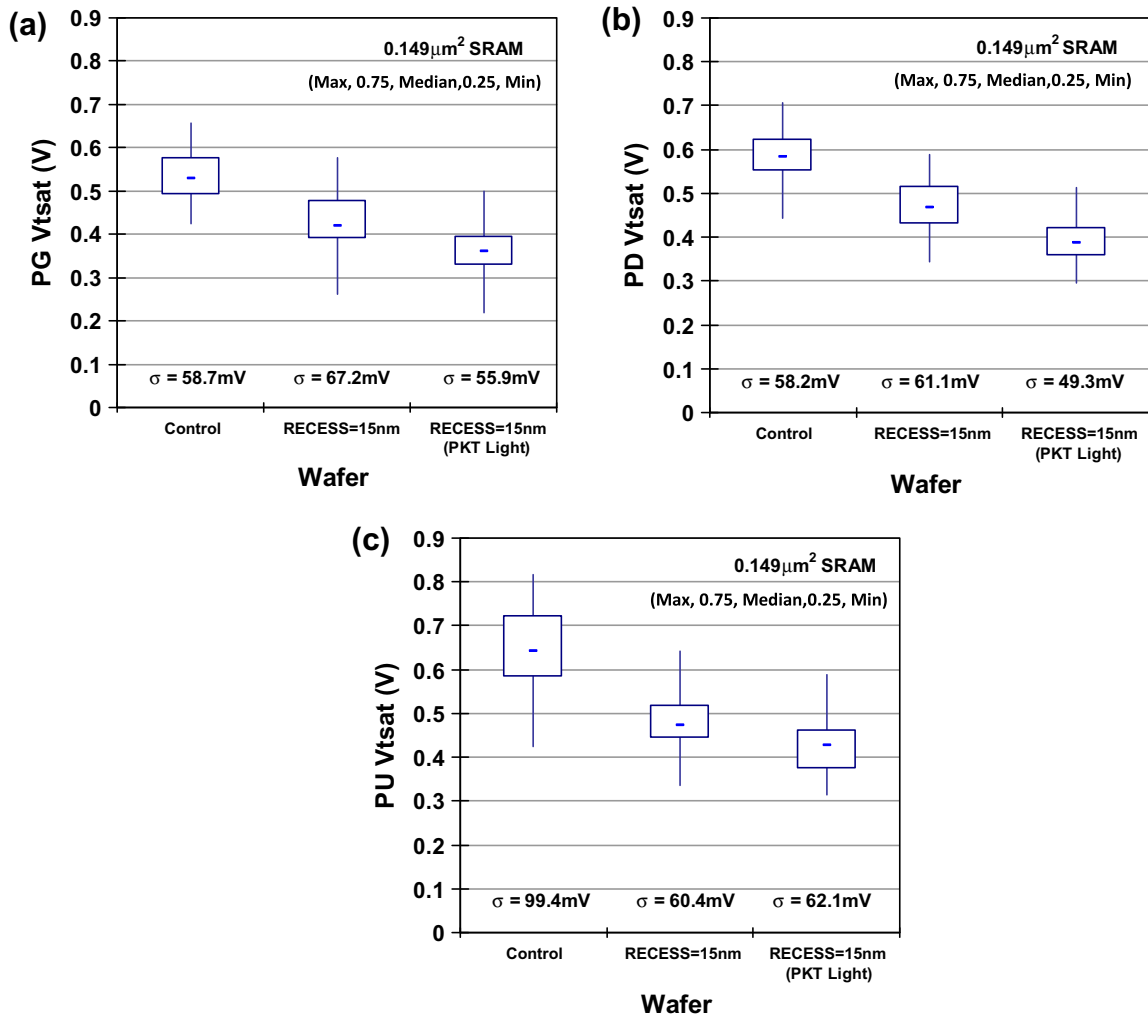 (a)
0.9
0.8
0.7
0.6
0.5
0.4
0.3
0.2
0.1
0
PG Vtsat (V)
0.149μm² SRAM
(Max, 0.75, Median,0.25, Min)
σ = 58.7mV σ = 67.2mV σ = 55.9mV
Control RECESS=15nm RECESS=15nm
(PKT Light)
Wafer
(b)
0.9
0.8
0.7
0.6
0.5
0.4
0.3
0.2
0.1
0
PD Vtsat (V)
0.149μm² SRAM
(Max, 0.75, Median,0.25, Min)
σ = 58.2mV σ = 61.1mV σ = 49.3mV
Control RECESS=15nm RECESS=15nm
(PKT Light)
Wafer
(c)
0.9
0.8
0.7
0.6
0.5
0.4
0.3
0.2
0.1
0
PU Vtsat (V)
0.149μm² SRAM
(Max, 0.75, Median,0.25, Min)
σ = 99.4mV σ = 60.4mV σ = 62.1mV
Control RECESS=15nm RECESS=15nm
(PKT Light)
Wafer